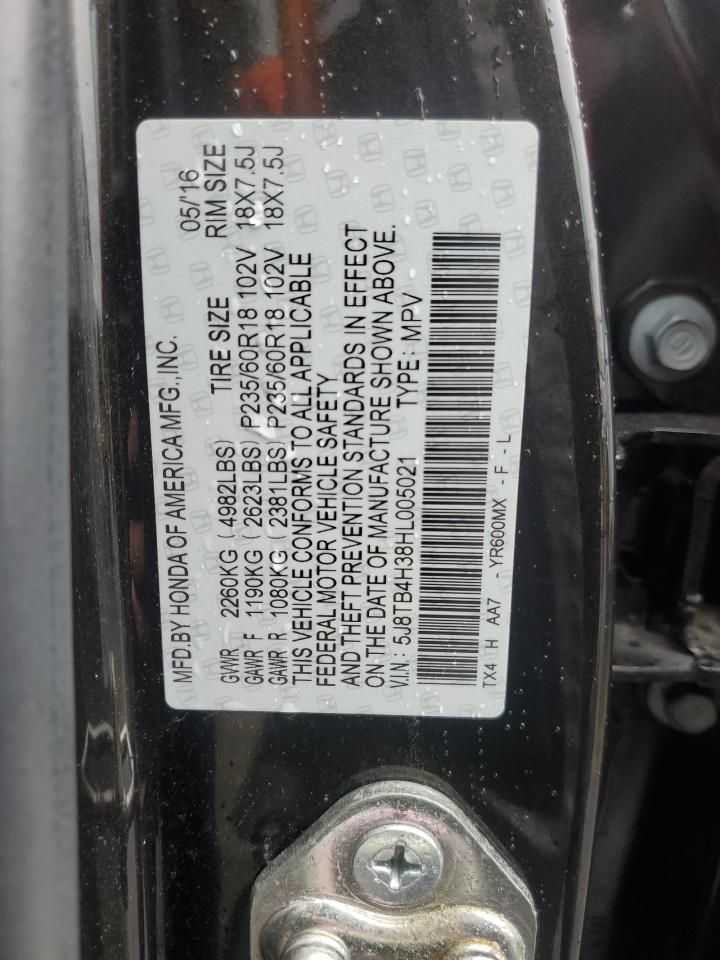 MFD.BY HONDA OF AMERICA MFG.,INC. 05/'16
TIRE SIZE RIM SIZE
GVWR 2260KG ( 4982LBS)
GAWR F 1190KG ( 2623LBS) P235/60R18 102V 18X7.5J
GAWR R 1080KG ( 2381LBS) P235/60R18 102V 18X7.5J
THIS VEHICLE CONFORMS TO ALL APPLICABLE
FEDERAL MOTOR VEHICLE SAFETY
AND THEFT PREVENTION STANDARDS IN EFFECT
ON THE DATE OF MANUFACTURE SHOWN ABOVE.
V.I.N.: 5J8TB4H38HL005021 TYPE : MPV
TX4 H AA7 - YR600MX - F - L